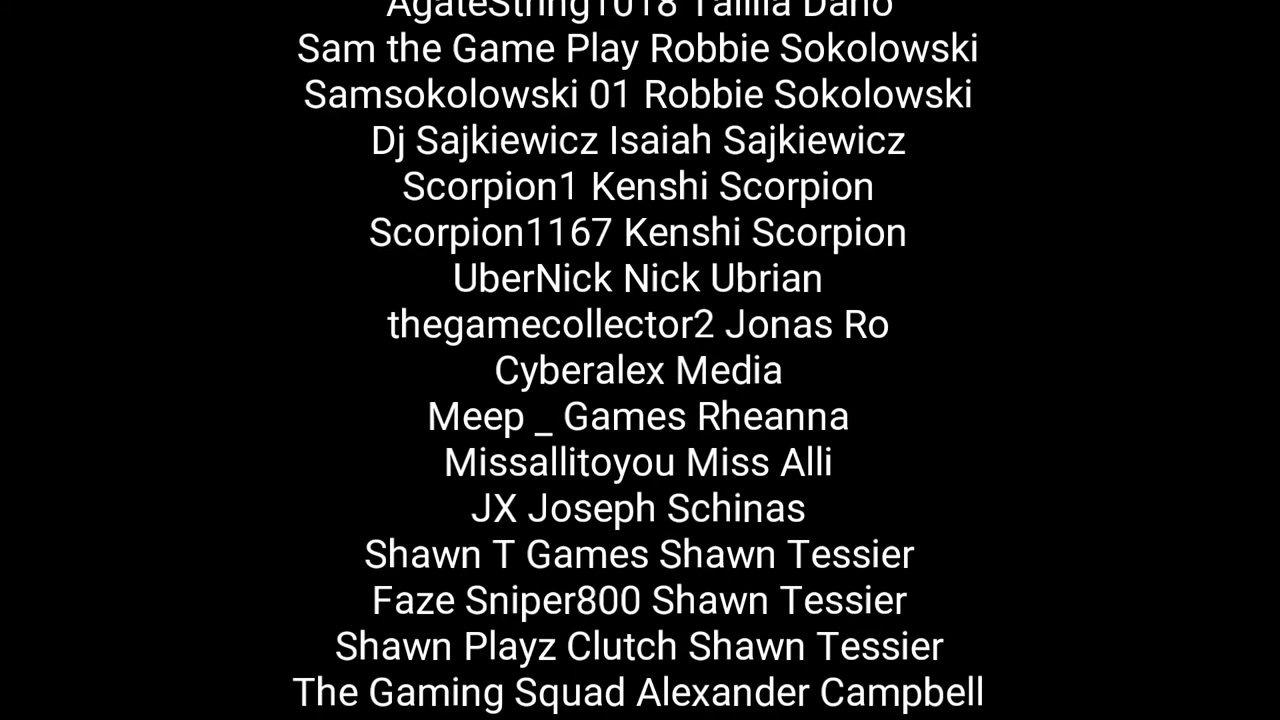 AgateString1018
Sam the Game Play Robbie Sokolowski
Samsokolowski 01 Robbie Sokolowski
Dj Sajkiewicz Isaiah Sajkiewicz
Scorpion1 Kenshi Scorpion
Scorpion1167 Kenshi Scorpion
UberNick Nick Ubrian
thegamecollector2 Jonas Ro
Cyberalex Media
Meep _ Games Rheanna
Missallitoyou Miss Alli
JX Joseph Schinas
Shawn T Games Shawn Tessier
Faze Sniper800 Shawn Tessier
Shawn Playz Clutch Shawn Tessier
The Gaming Squad Alexander Campbell